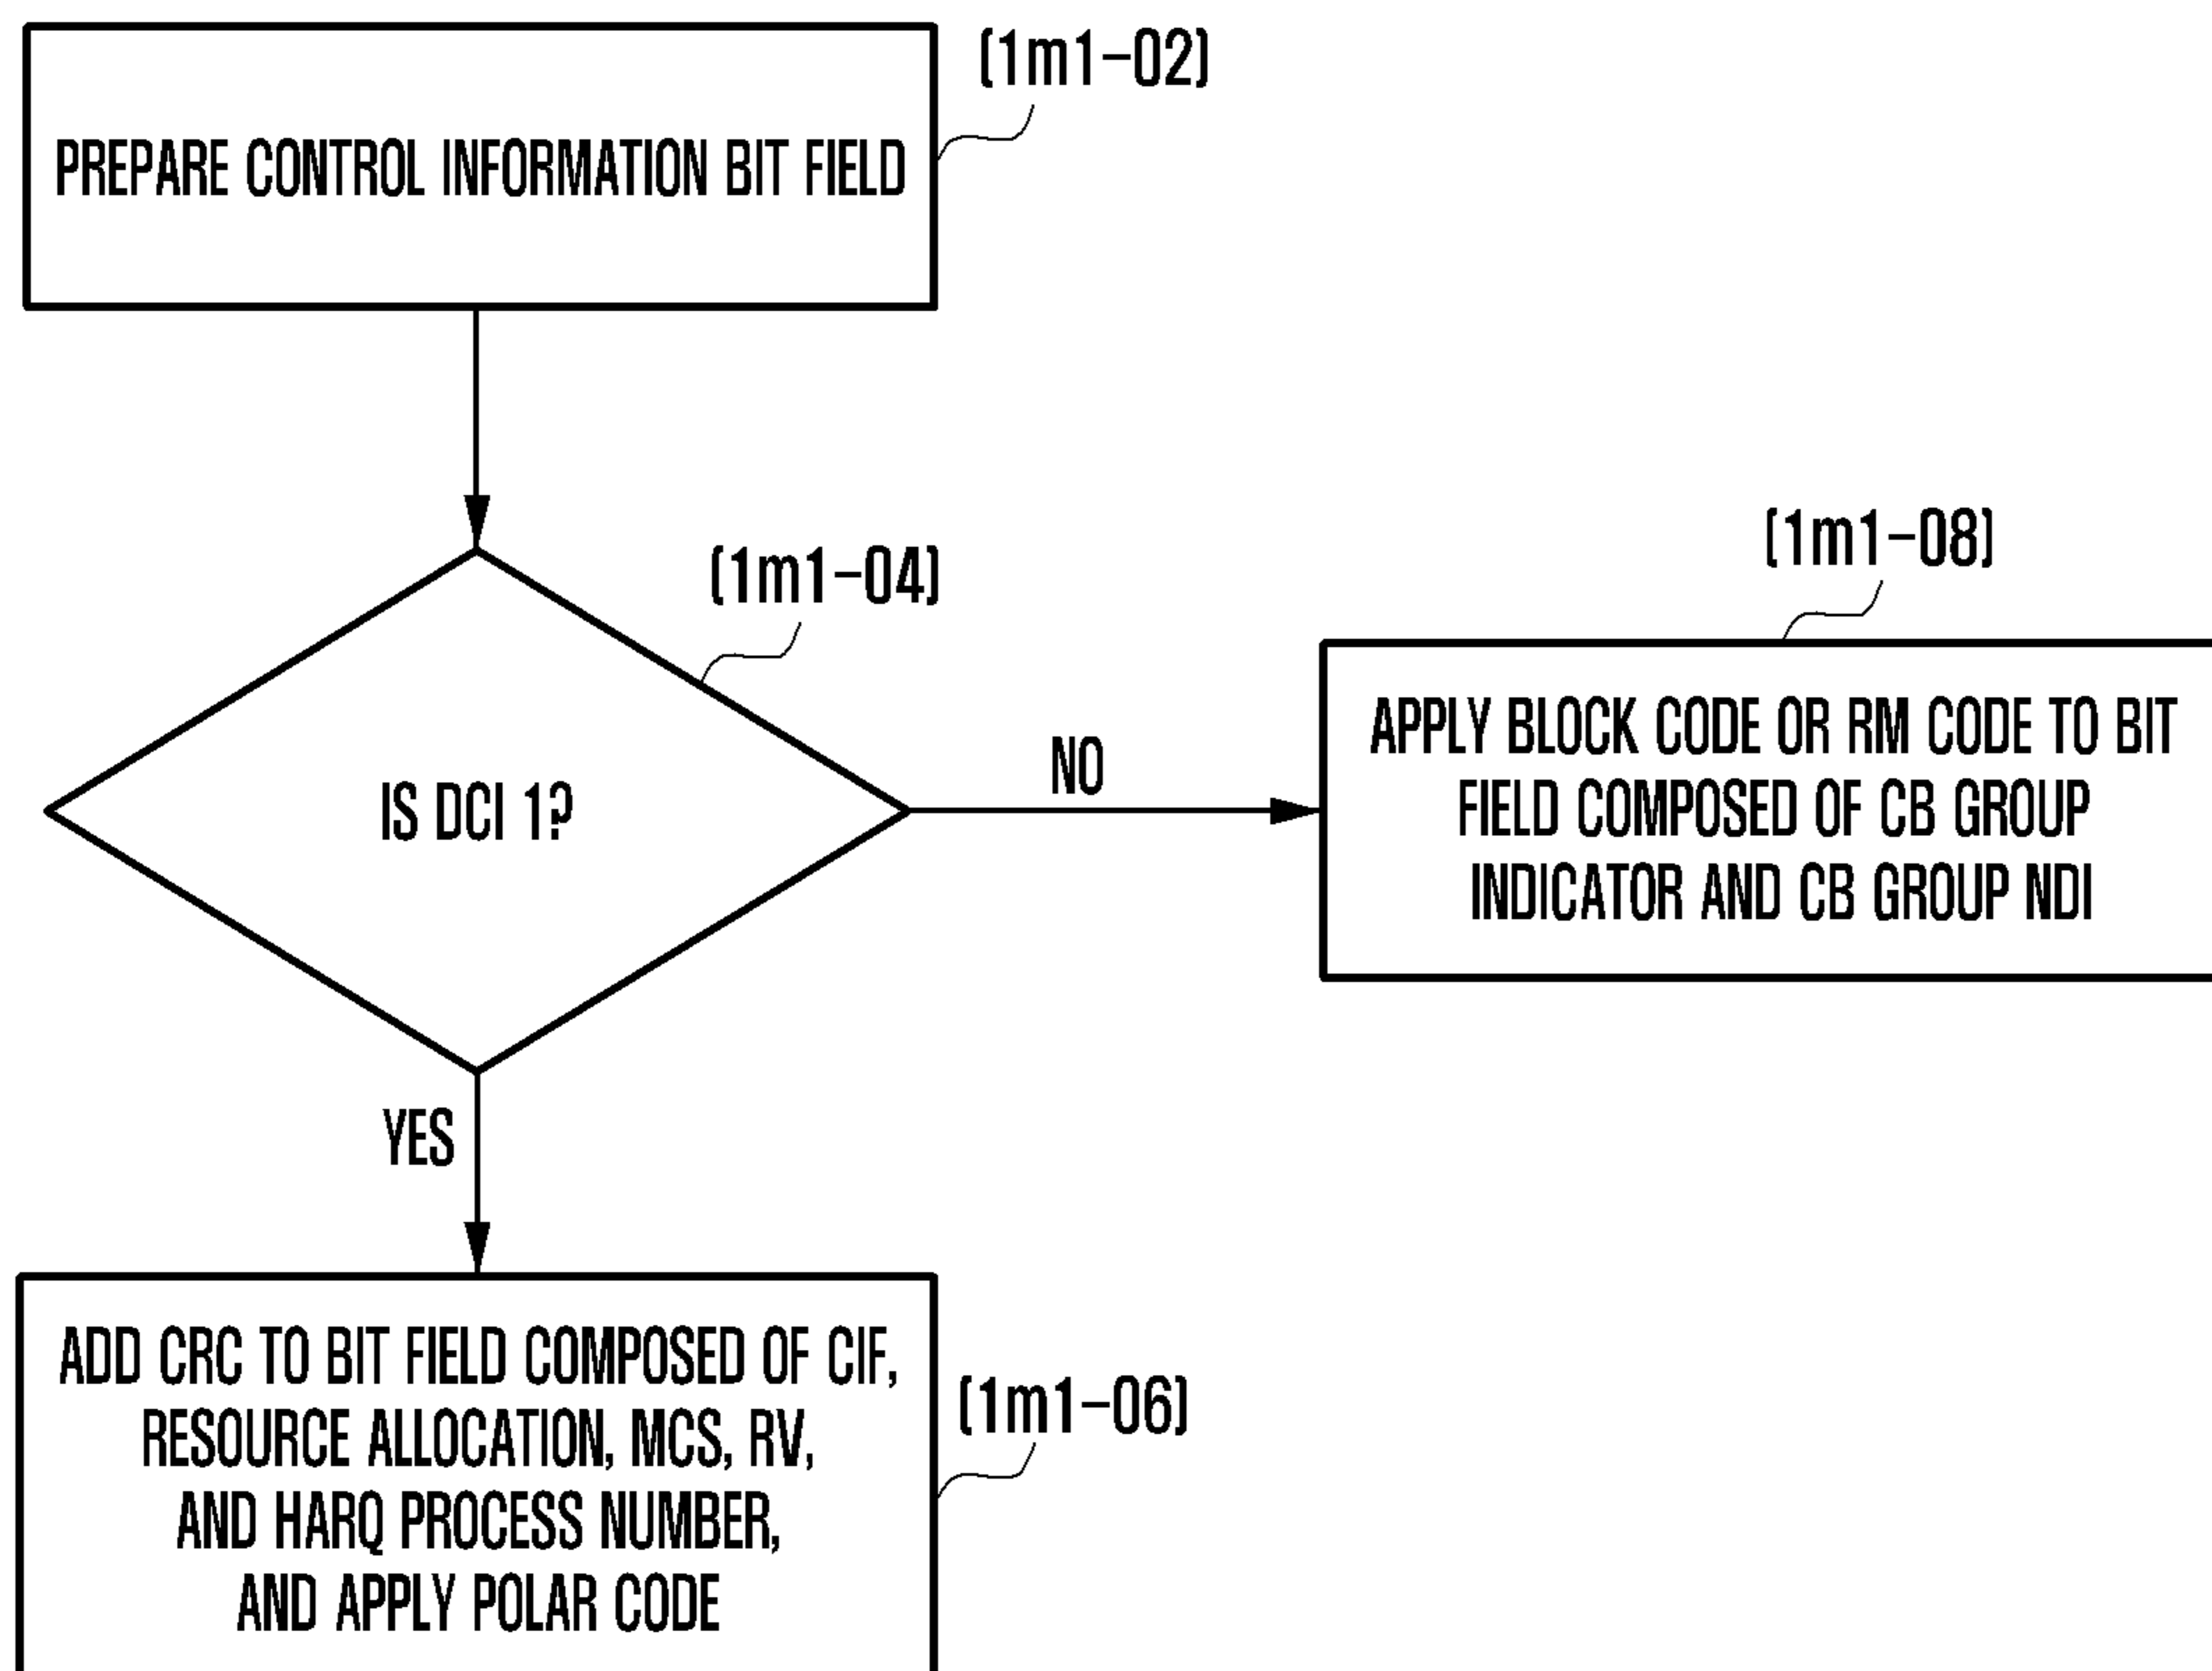 (1m1-02)
PREPARE CONTROL INFORMATION BIT FIELD
(1m1-04)
IS DCI 1?
NO
(1m1-08)
APPLY BLOCK CODE OR RM CODE TO BIT
FIELD COMPOSED OF CB GROUP
INDICATOR AND CB GROUP NDI
YES
(1m1-06)
ADD CRC TO BIT FIELD COMPOSED OF CIF,
RESOURCE ALLOCATION, MCS, RV,
AND HARQ PROCESS NUMBER,
AND APPLY POLAR CODE